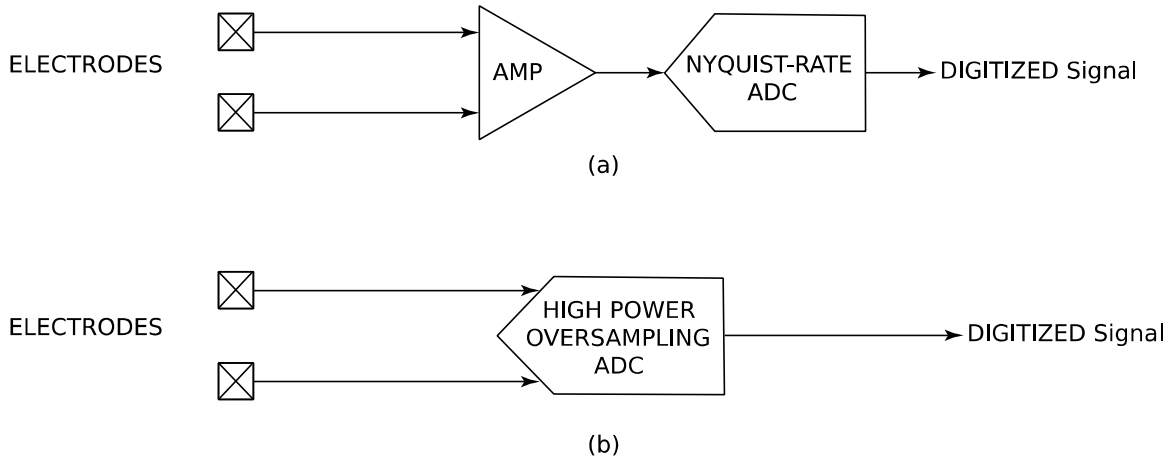 ELECTRODES
AMP
NYQUIST-RATE
ADC
DIGITIZED Signal
(a)
ELECTRODES
HIGH POWER
OVERSAMPLING
ADC
DIGITIZED Signal
(b)